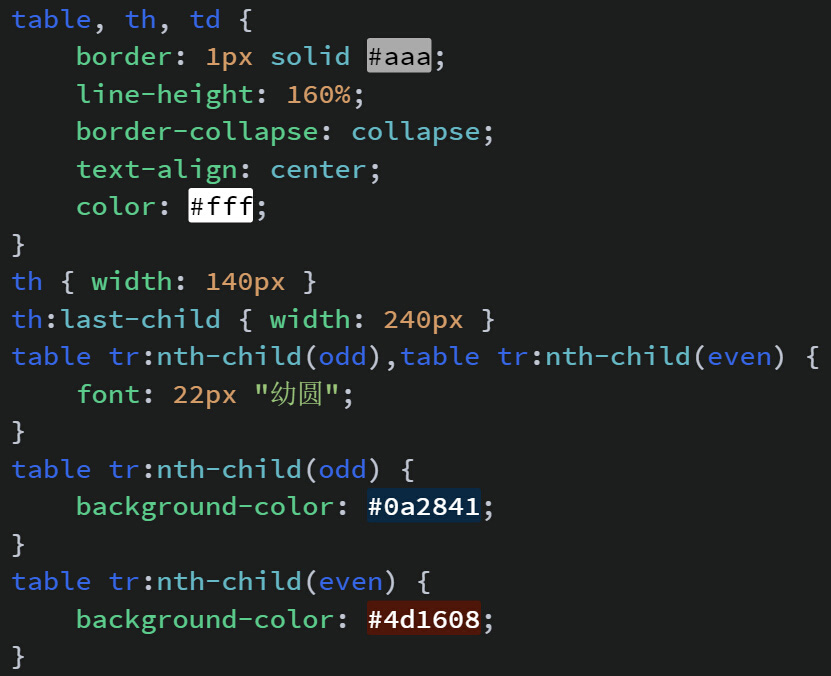 table, th, td {
    border: 1px solid #aaa;
    line-height: 160%;
    border-collapse: collapse;
    text-align: center;
    color: #fff;
}
th { width: 140px }
th:last-child { width: 240px }
table tr:nth-child(odd),table tr:nth-child(even) {
    font: 22px "幼圆";
}
table tr:nth-child(odd) {
    background-color: #0a2841;
}
table tr:nth-child(even) {
    background-color: #4d1608;
}